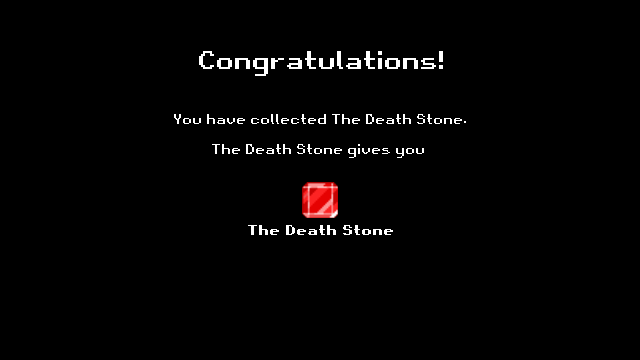 Congratulations!
You have collected The Death Stone.
The Death Stone gives you
The Death Stone